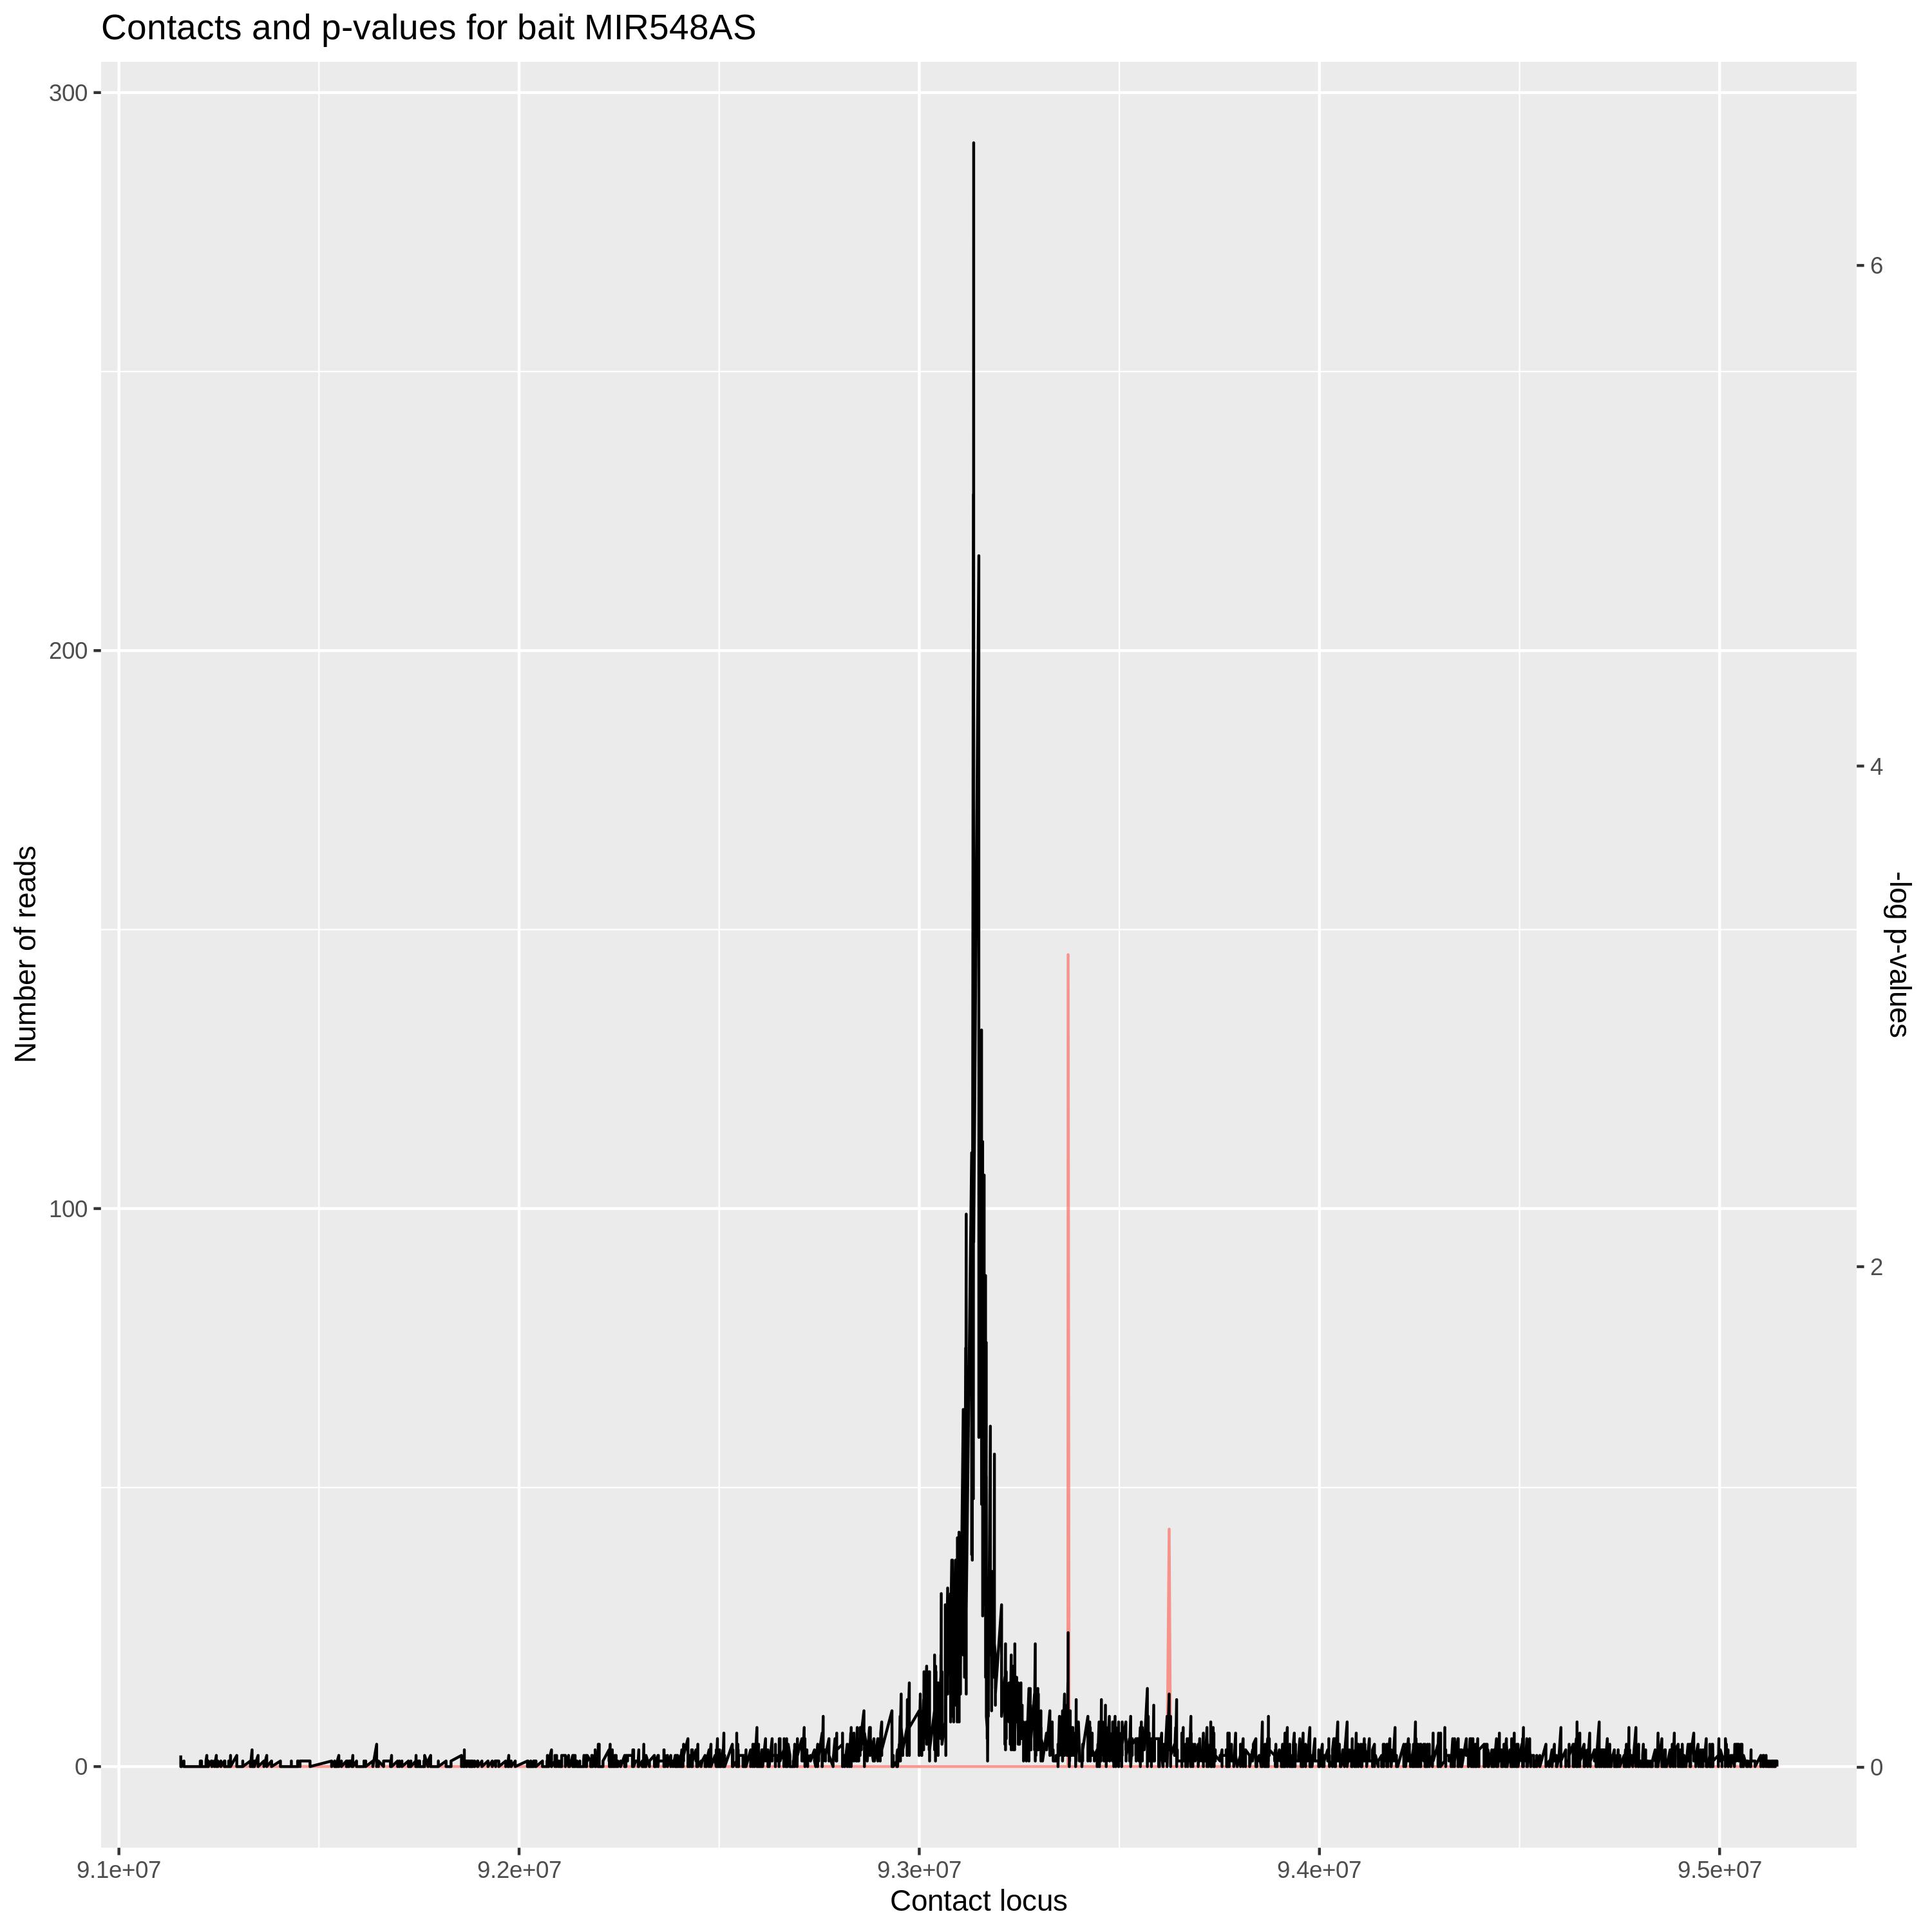 Contacts and p-values for bait MIR548AS
300
200
100
0
6
4
2
0
Number of reads
-log p-values
9.1e+07 9.2e+07 9.3e+07 9.4e+07 9.5e+07
Contact locus